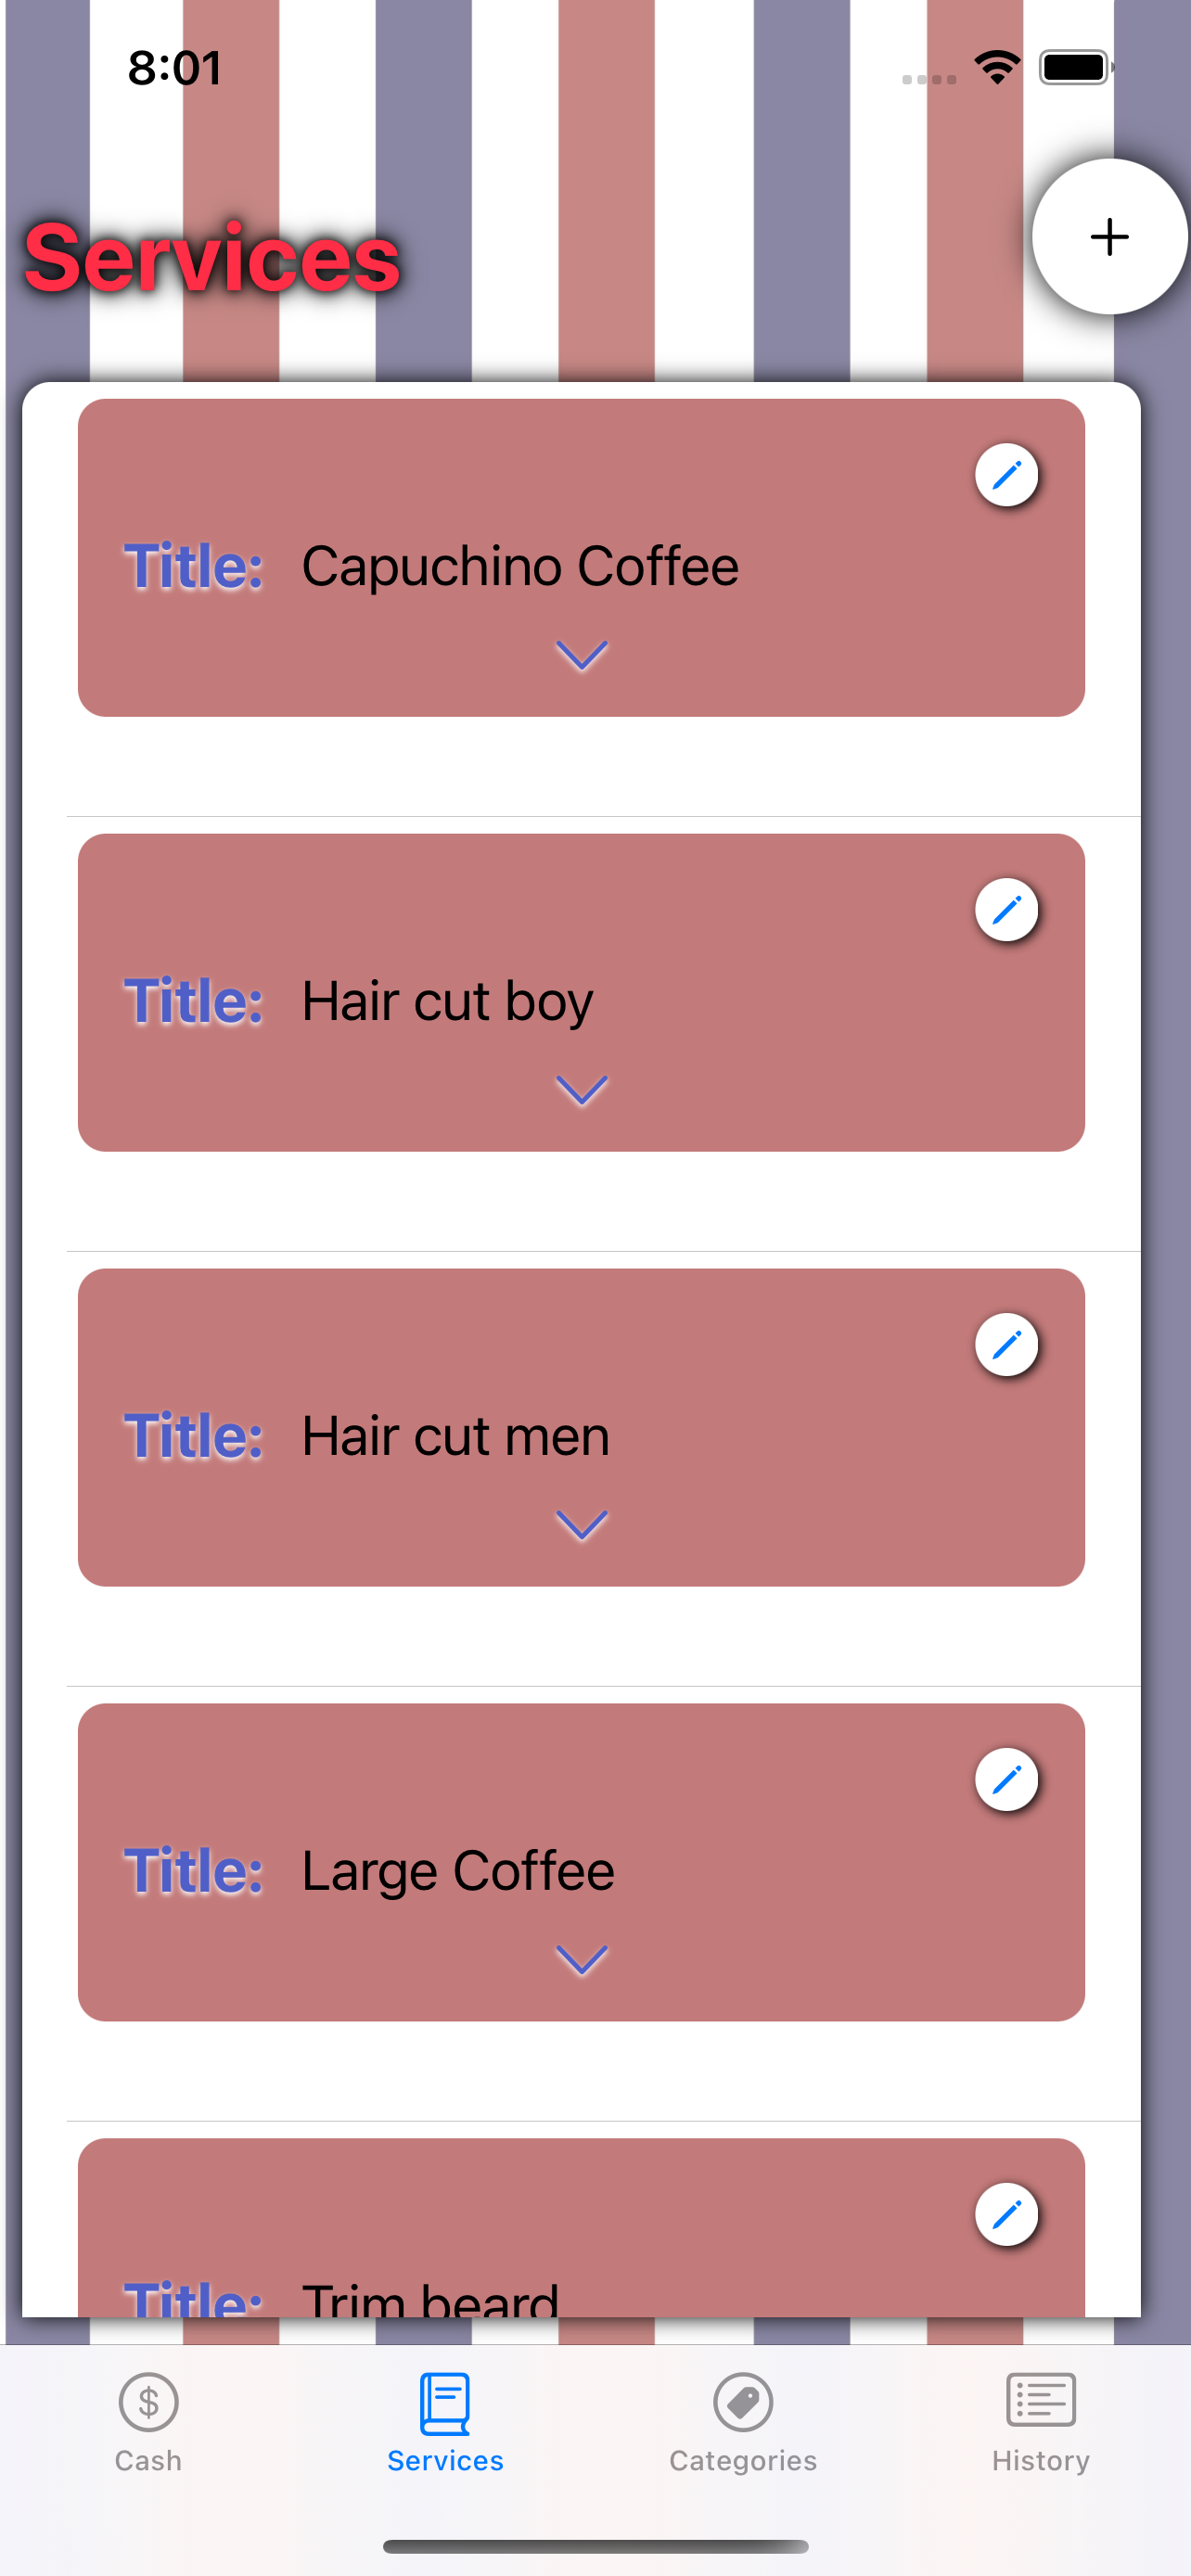 8:01
Services
Title: Capuchino Coffee
Title: Hair cut boy
Title: Hair cut men
Title: Large Coffee
Title: Trim beard
Cash
Services
Categories
History